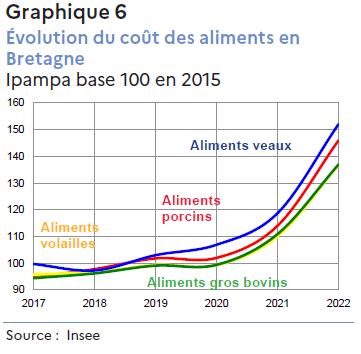 Graphique 6
Évolution du coût des aliments en
Bretagne
Ipampa base 100 en 2015
160
150
140
130
120
110
100
90
Aliments veaux
Aliments
porcins
Aliments
volailles
Aliments gros bovins
2017 2018 2019 2020 2021 2022
Source : Insee